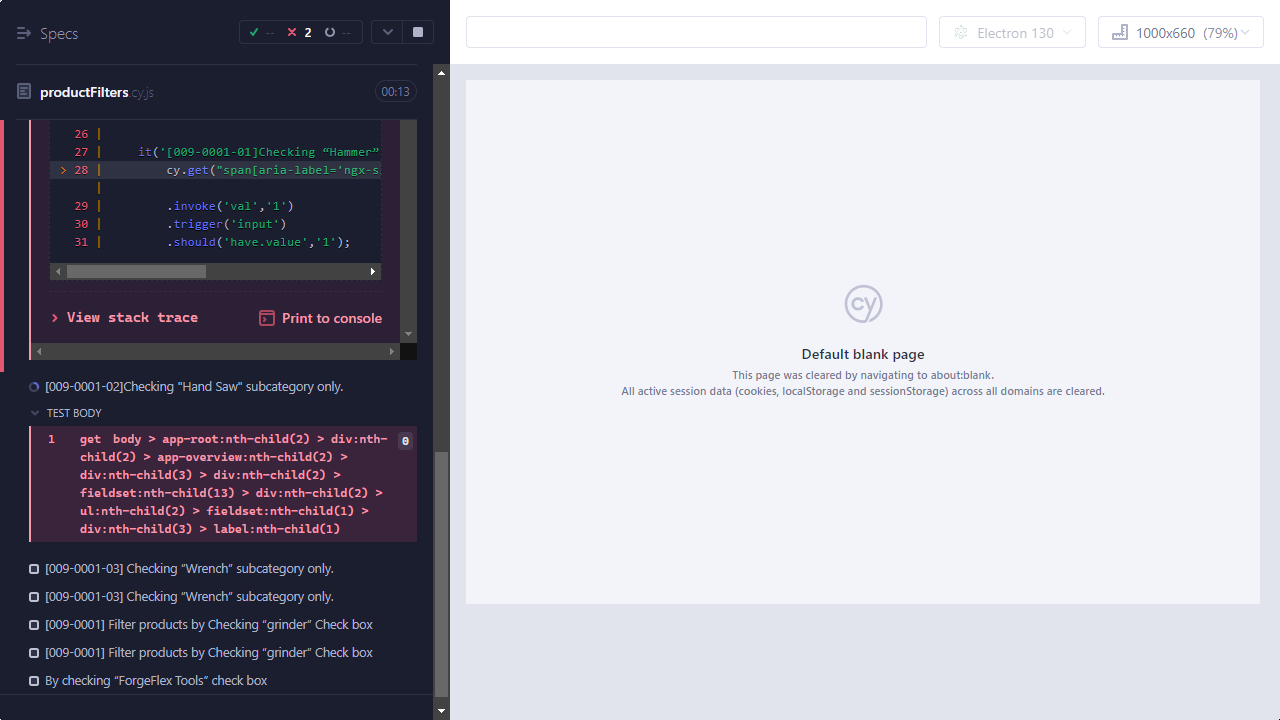 Specs
-- 2 --
productFilters.cy.js 00:13
26 |
27 | it('[009-0001-01]Checking “Hammer”
> 28 | cy.get("span[aria-label='ngx-s
|
29 | .invoke('val','1')
30 | .trigger('input')
31 | .should('have.value','1');
> View stack trace Print to console
[009-0001-02]Checking "Hand Saw" subcategory only.
TEST BODY
1 get body > app-root:nth-child(2) > div:nth- 0
child(2) > app-overview:nth-child(2) >
div:nth-child(3) > div:nth-child(2) >
fieldset:nth-child(13) > div:nth-child(2) >
ul:nth-child(2) > fieldset:nth-child(1) >
div:nth-child(3) > label:nth-child(1)
[009-0001-03] Checking “Wrench” subcategory only.
[009-0001-03] Checking “Wrench” subcategory only.
[009-0001] Filter products by Checking “grinder” Check box
[009-0001] Filter products by Checking “grinder” Check box
By checking “ForgeFlex Tools” check box
Electron 130
1000x660 (79%)
cy
Default blank page
This page was cleared by navigating to about:blank.
All active session data (cookies, localStorage and sessionStorage) across all domains are cleared.